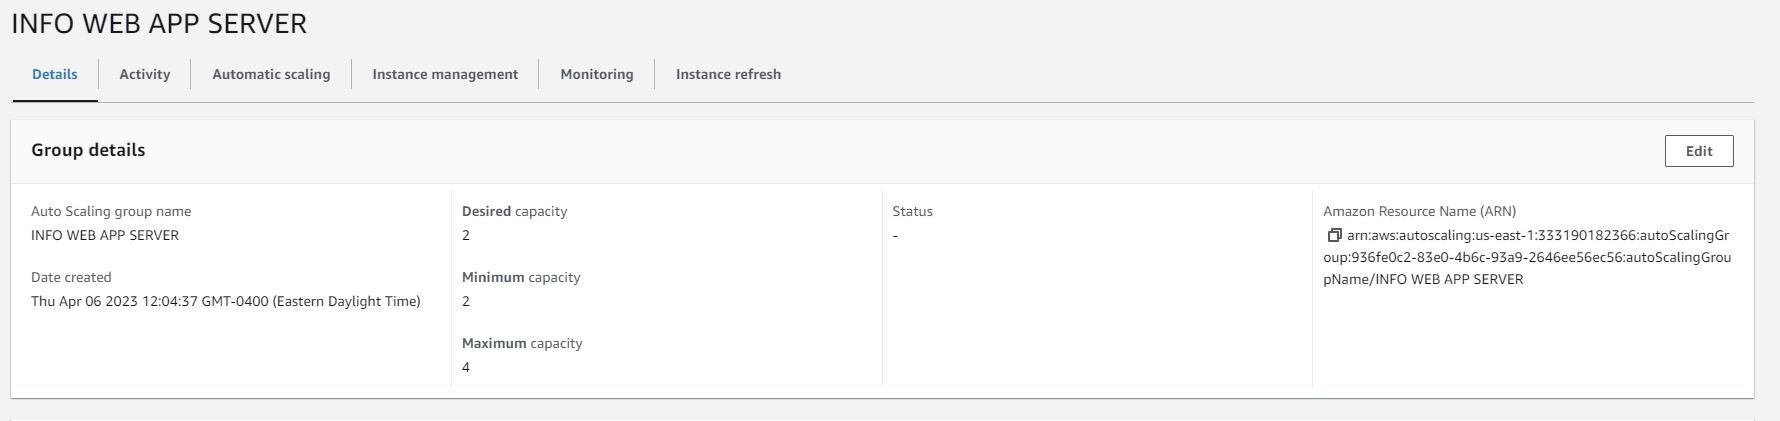 INFO WEB APP SERVER
Details
Activity
Automatic scaling
Instance management
Monitoring
Instance refresh
Group details
Edit
Auto Scaling group name
INFO WEB APP SERVER
Date created
Thu Apr 06 2023 12:04:37 GMT-0400 (Eastern Daylight Time)
Desired capacity
2
Minimum capacity
2
Maximum capacity
4
Status
-
Amazon Resource Name (ARN)
arn:aws:autoscaling:us-east-1:333190182366:autoScalingGr
oup:936fe0c2-83e0-4b6c-93a9-2646ee56ec56:autoScalingGrou
pName/INFO WEB APP SERVER